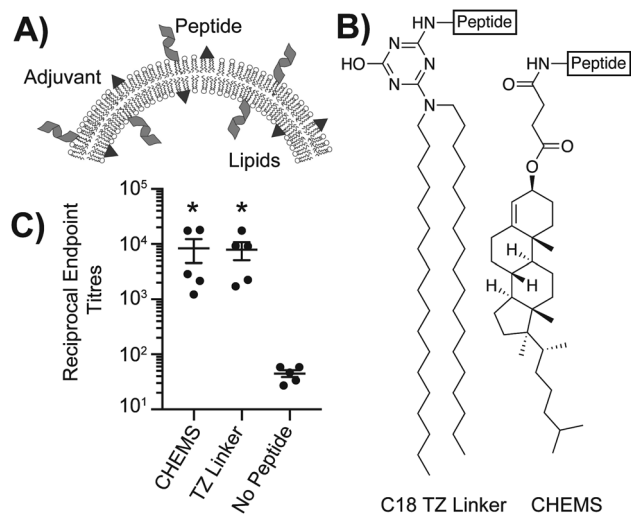 A)
Peptide
Adjuvant
Lipids
B)
HN Peptide
HO
N
N
N
N
HN Peptide
O
O
O
H
H
H
C)
Reciprocal Endpoint
Titres
10^5
10^4
10^3
10^2
10^1
* *
CHEMS
TZ Linker
No Peptide
C18 TZ Linker CHEMS